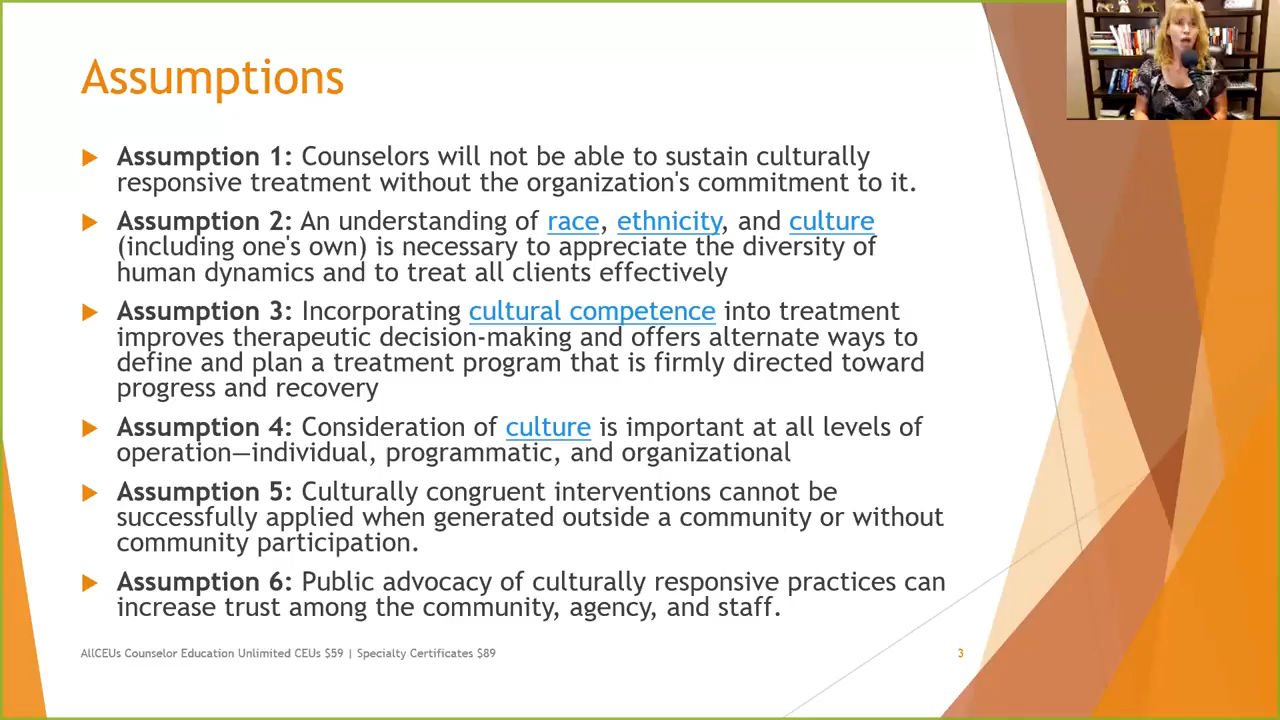 Assumptions
Assumption 1: Counselors will not be able to sustain culturally
responsive treatment without the organization's commitment to it.
Assumption 2: An understanding of race, ethnicity, and culture
(including one's own) is necessary to appreciate the diversity of
human dynamics and to treat all clients effectively
Assumption 3: Incorporating cultural competence into treatment
improves therapeutic decision-making and offers alternate ways to
define and plan a treatment program that is firmly directed toward
progress and recovery
Assumption 4: Consideration of culture is important at all levels of
operation—individual, programmatic, and organizational
Assumption 5: Culturally congruent interventions cannot be
successfully applied when generated outside a community or without
community participation.
Assumption 6: Public advocacy of culturally responsive practices can
increase trust among the community, agency, and staff.
AllCEUs Counselor Education Unlimited CEUs $59 | Specialty Certificates $89
3